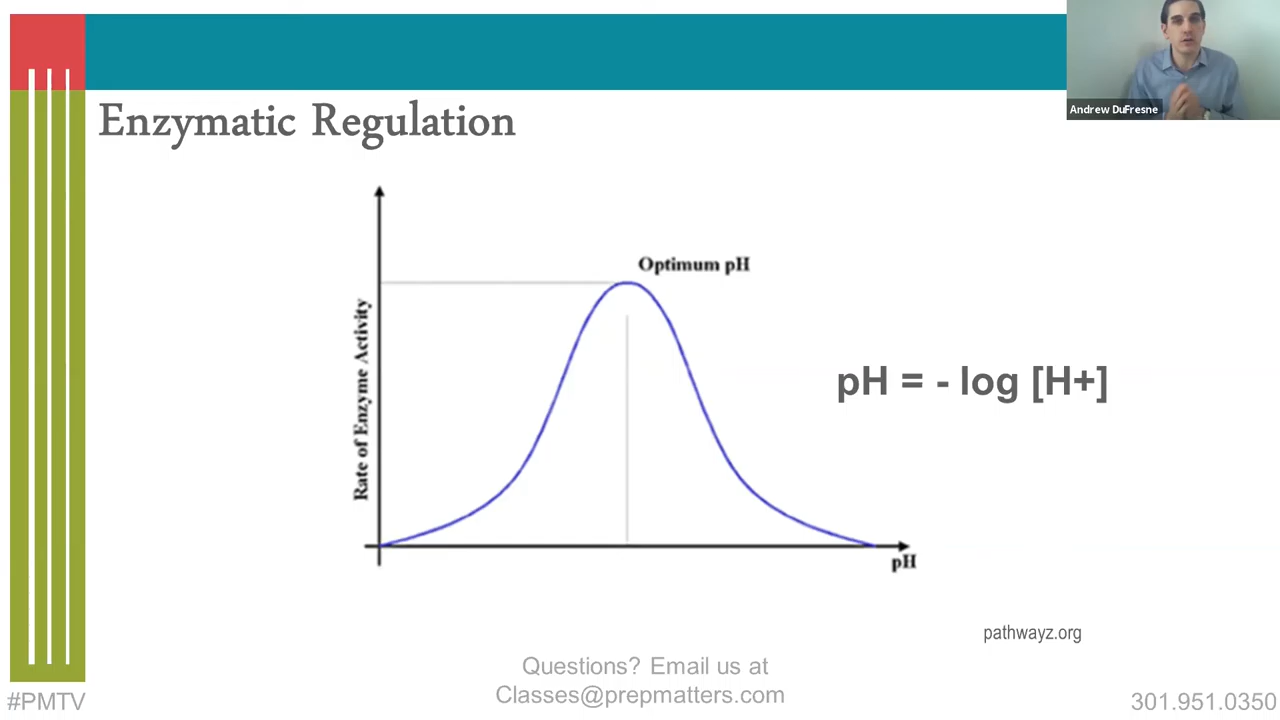 Andrew DuFresne
Enzymatic Regulation
Optimum pH
Rate of Enzyme Activity
pH = - log [H+]
pH
pathwayz.org
Questions? Email us at
Classes@prepmatters.com
#PMTV
301.951.0350